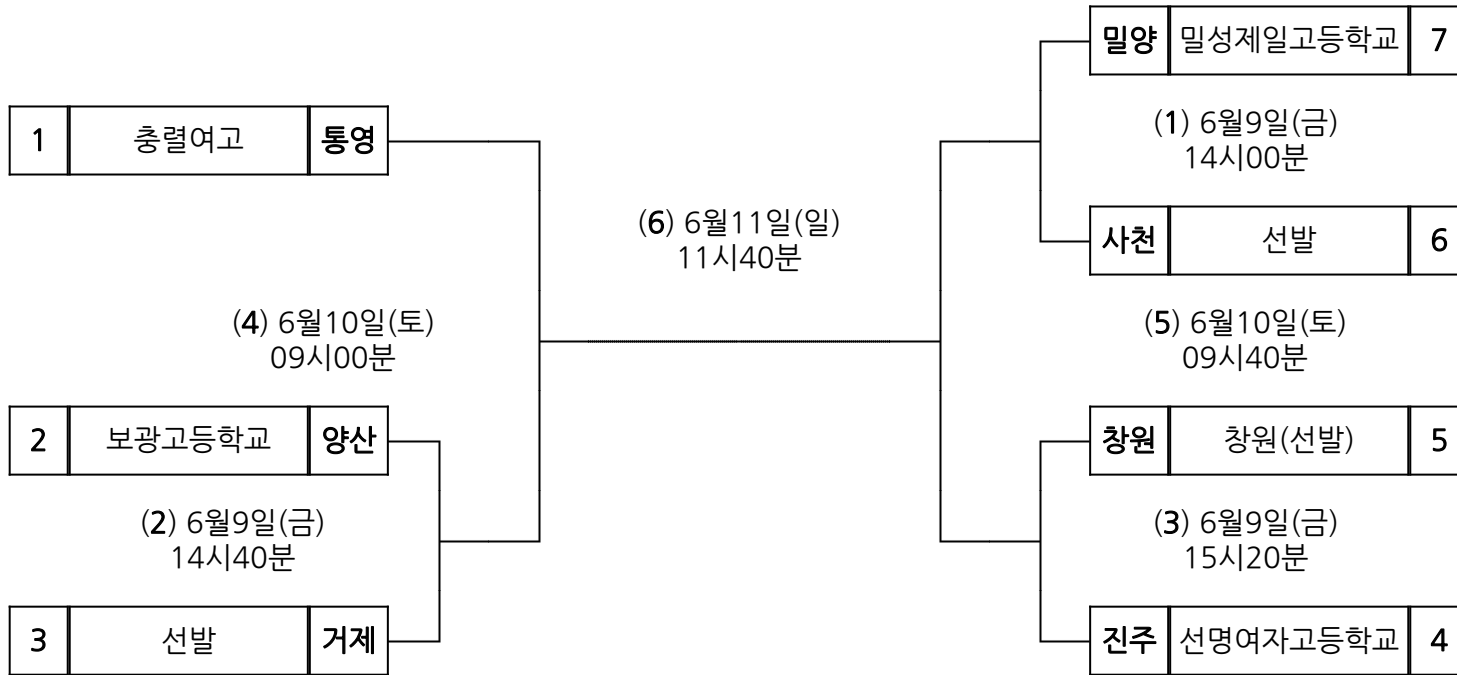 1 충렬여고 통영
(4) 6월10일(토)
09시00분
2 보광고등학교 양산
(2) 6월9일(금)
14시40분
3 선발 거제
(6) 6월11일(일)
11시40분
밀양 밀성제일고등학교 7
(1) 6월9일(금)
14시00분
사천 선발 6
(5) 6월10일(토)
09시40분
창원 창원(선발) 5
(3) 6월9일(금)
15시20분
진주 선명여자고등학교 4